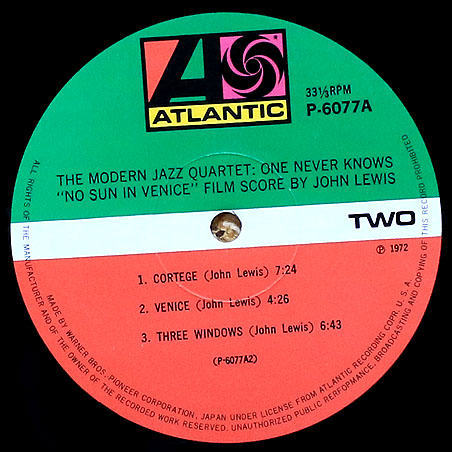 ATLANTIC
33⅓RPM
P-6077A
THE MODERN JAZZ QUARTET: ONE NEVER KNOWS
"NO SUN IN VENICE" FILM SCORE BY JOHN LEWIS
TWO
℗ 1972
1. CORTEGE (John Lewis) 7:24
2. VENICE (John Lewis) 4:26
3. THREE WINDOWS (John Lewis) 6:43
(P-6077A2)
ALL RIGHTS OF THE MANUFACTURER AND OF THE OWNER OF THE RECORDED WORK RESERVED. UNAUTHORIZED PUBLIC PERFOPMANCE, BROADCASTING AND COPYING OF THIS RECORD PROHIBITED
MADE BY WARNER BROS.-PIONEER CORPORATION, JAPAN UNDER LICENSE FROM ATLANTIC RECORDING COPR. U. S. A.